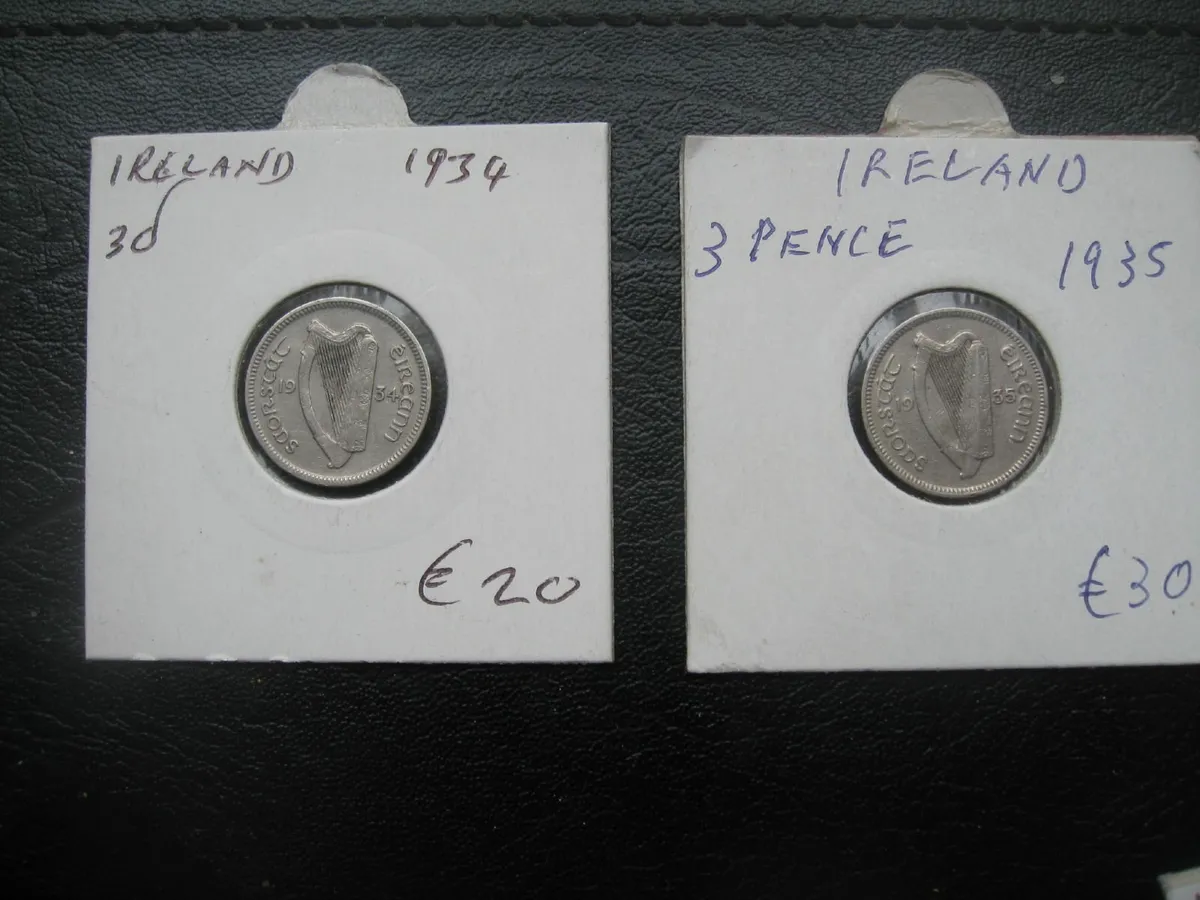 IRELAND 1934
3d
SAORSTÁT ÉIREANN
19 34
€20
IRELAND
3 PENCE 1935
SAORSTÁT ÉIREANN
19 35
€30